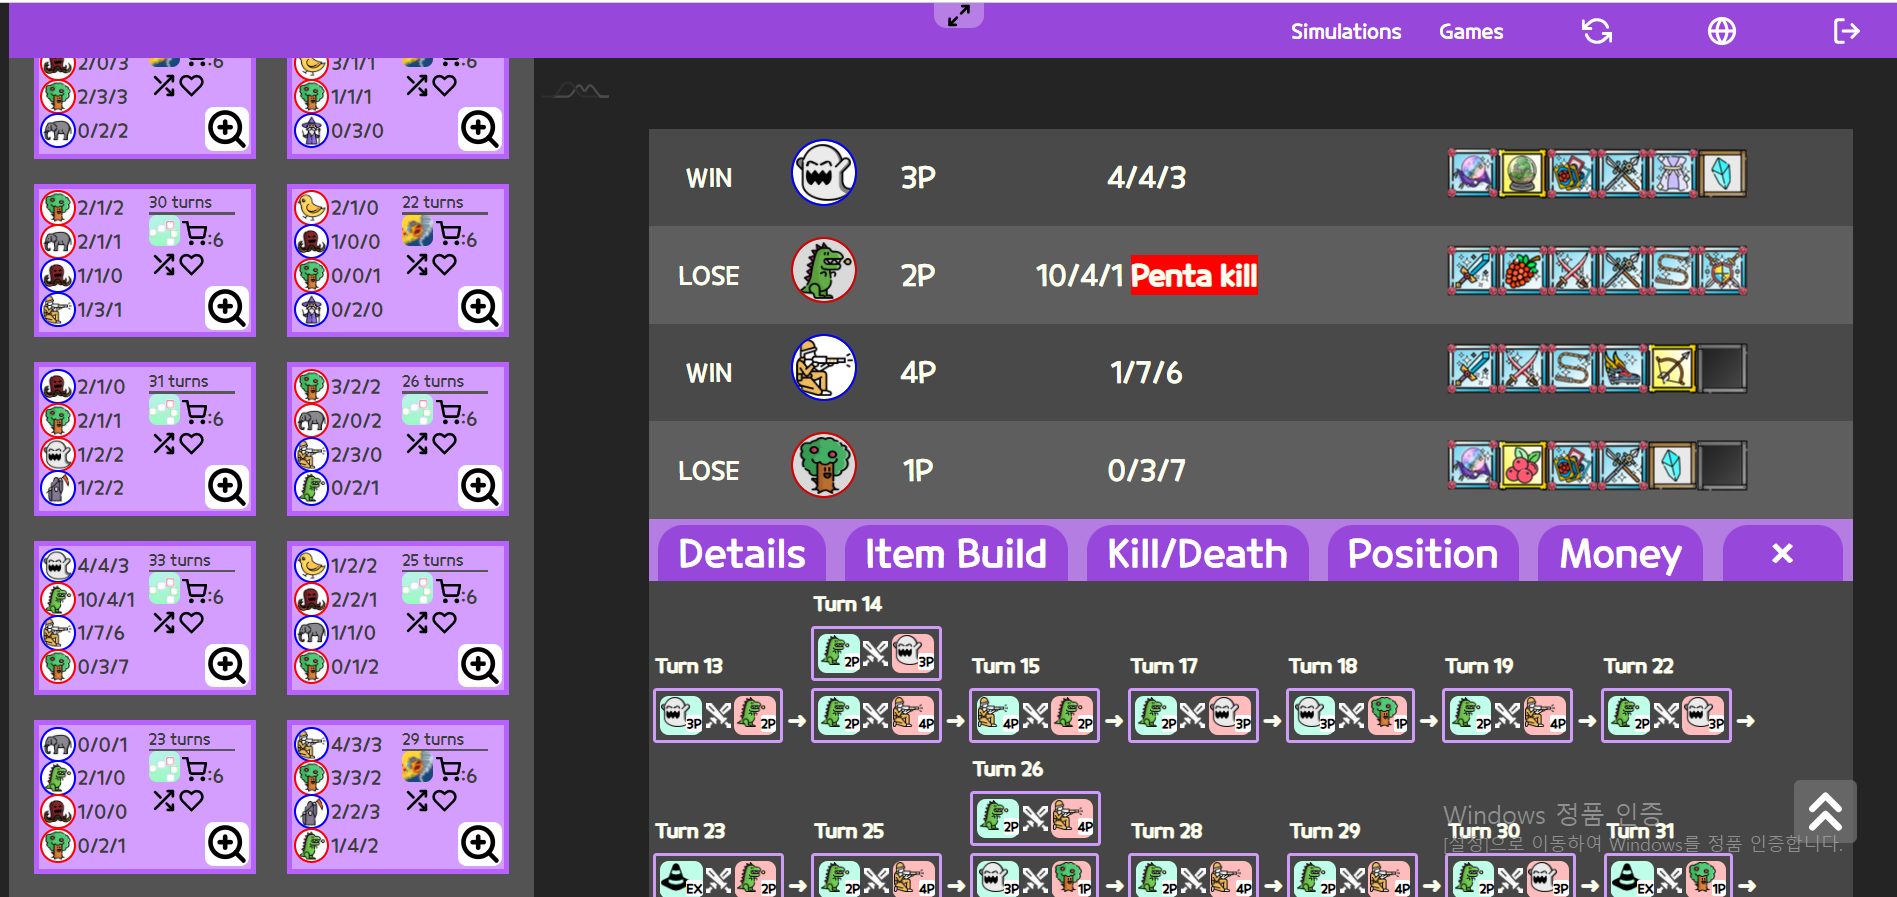 Simulations Games
2/0/3
2/3/3
0/2/2
:6
3/1/1
1/1/1
0/3/0
:6
2/1/2
2/1/1
1/1/0
1/3/1
30 turns
:6
2/1/0
1/0/0
0/0/1
0/2/0
22 turns
:6
2/1/0
2/1/1
1/2/2
1/2/2
31 turns
:6
3/2/2
2/0/2
2/3/0
0/2/1
26 turns
:6
4/4/3
10/4/1
1/7/6
0/3/7
33 turns
:6
1/2/2
2/2/1
1/1/0
0/1/2
25 turns
:6
0/0/1
2/1/0
1/0/0
0/2/1
23 turns
:6
4/3/3
3/3/2
2/2/3
1/4/2
29 turns
:6
WIN 3P 4/4/3
LOSE 2P 10/4/1 Penta kill
WIN 4P 1/7/6
LOSE 1P 0/3/7
Details Item Build Kill/Death Position Money ×
Turn 14
2P 3P
Turn 13 Turn 15 Turn 17 Turn 18 Turn 19 Turn 22
3P 2P 2P 4P 4P 2P 2P 3P 3P 1P 2P 4P 2P 3P
Turn 26
2P 4P
Turn 23 Turn 25 Turn 28 Turn 29 Turn 30 Turn 31
EX 2P 2P 4P 3P 1P 2P 4P 2P 4P 2P 3P EX 1P
Windows 정품 인증
[설정]으로 이동하여 Windows를 정품 인증합니다.